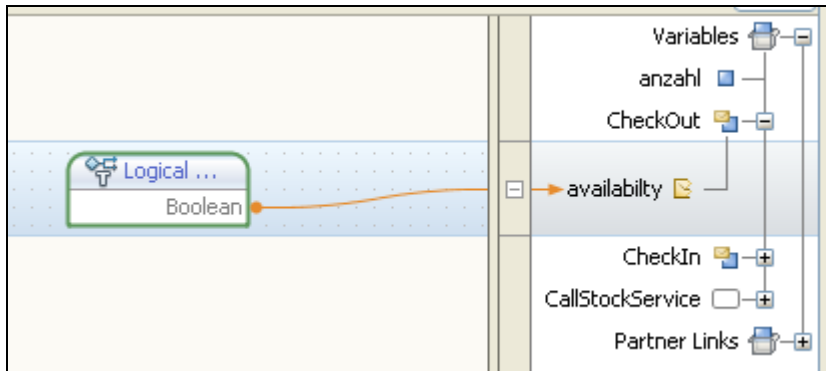 Variables
anzahl
CheckOut
Logical ...
Boolean
availabilty
CheckIn
CallStockService
Partner Links